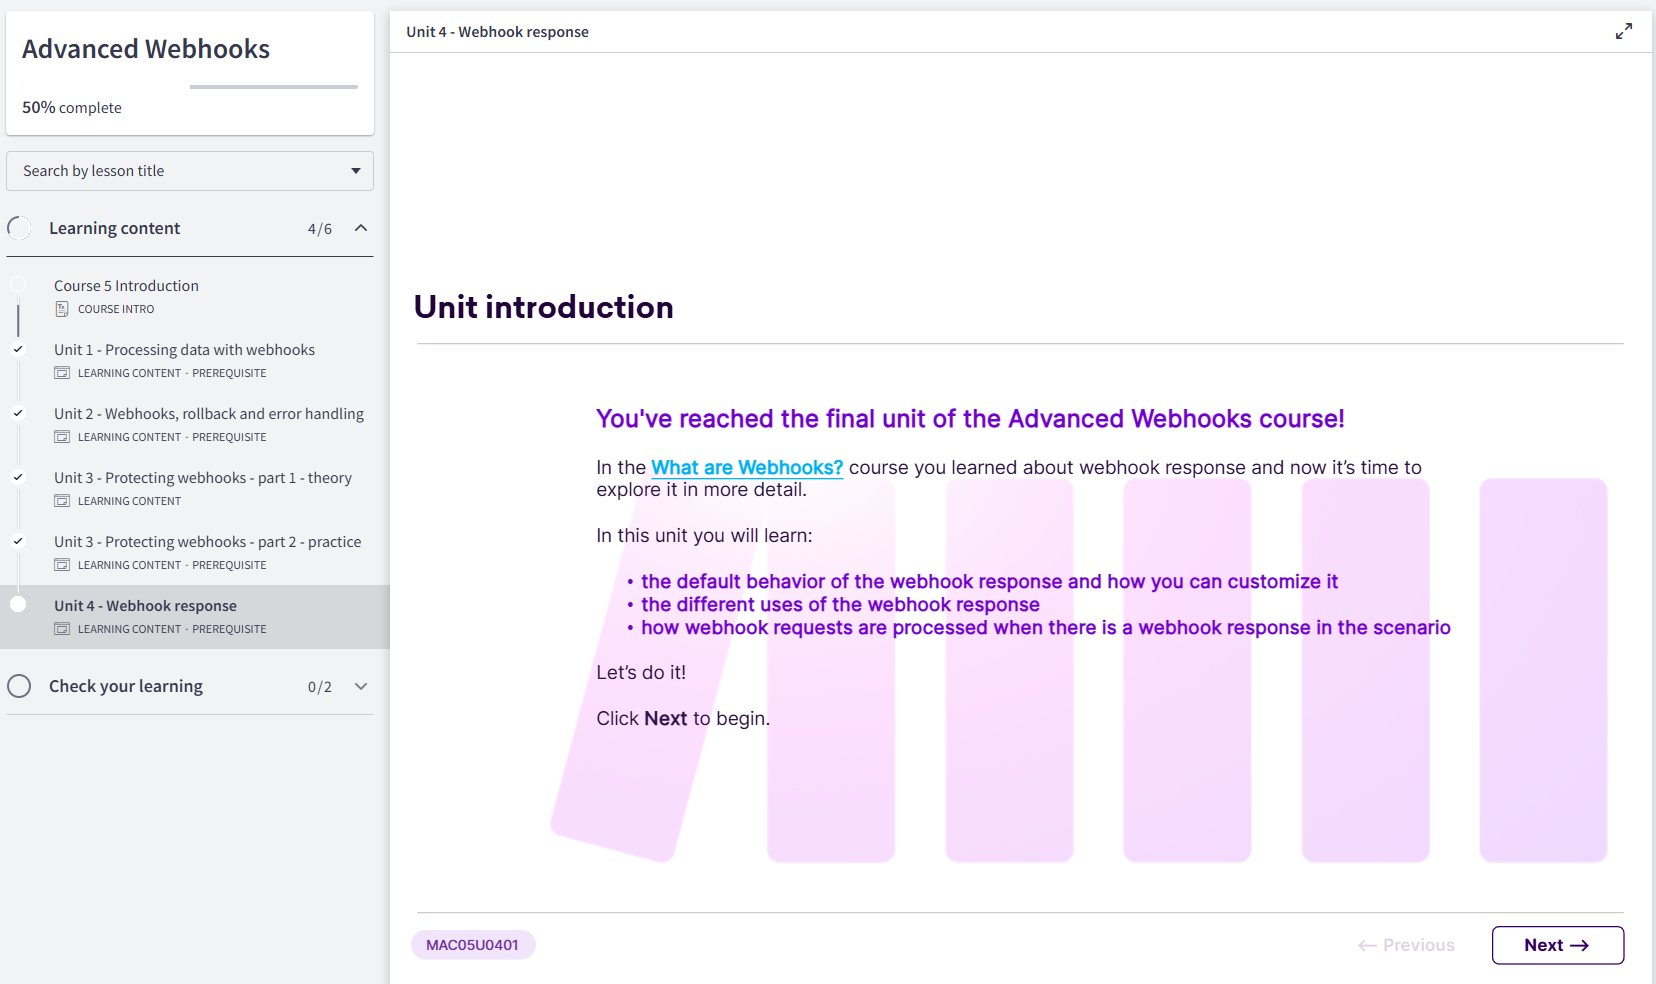 Advanced Webhooks
50% complete
Search by lesson title
Learning content 4/6
Course 5 Introduction
COURSE INTRO
Unit 1 - Processing data with webhooks
LEARNING CONTENT · PREREQUISITE
Unit 2 - Webhooks, rollback and error handling
LEARNING CONTENT · PREREQUISITE
Unit 3 - Protecting webhooks - part 1 - theory
LEARNING CONTENT
Unit 3 - Protecting webhooks - part 2 - practice
LEARNING CONTENT · PREREQUISITE
Unit 4 - Webhook response
LEARNING CONTENT · PREREQUISITE
Check your learning 0/2
Unit 4 - Webhook response
Unit introduction
You've reached the final unit of the Advanced Webhooks course!
In the What are Webhooks? course you learned about webhook response and now it’s time to
explore it in more detail.
In this unit you will learn:
• the default behavior of the webhook response and how you can customize it
• the different uses of the webhook response
• how webhook requests are processed when there is a webhook response in the scenario
Let’s do it!
Click Next to begin.
MAC05U0401
← Previous
Next →